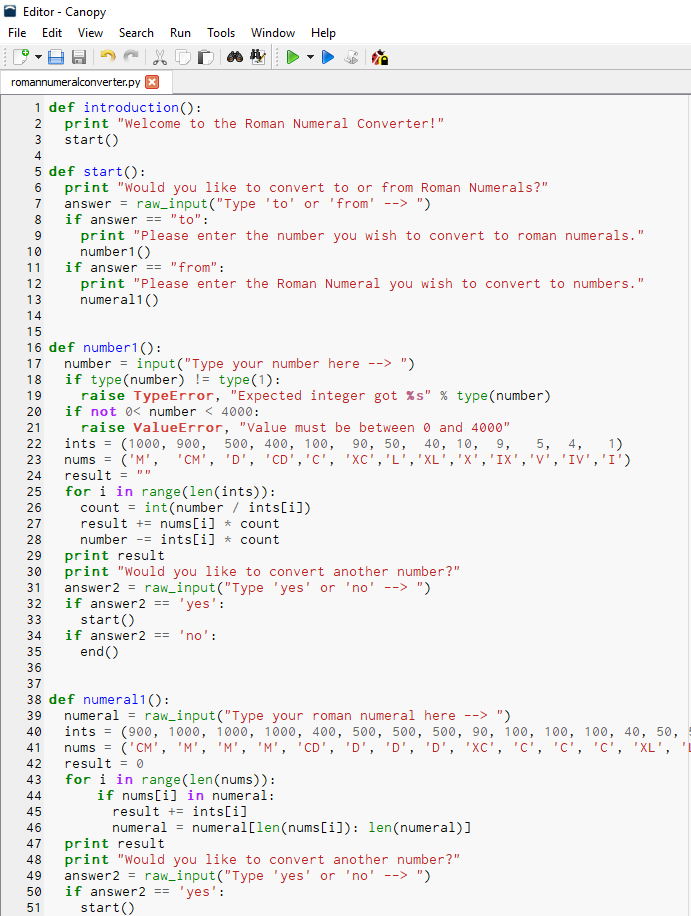 Editor - Canopy
File Edit View Search Run Tools Window Help
romannumeralconverter.py
1 def introduction():
2   print "Welcome to the Roman Numeral Converter!"
3   start()
4
5 def start():
6   print "Would you like to convert to or from Roman Numerals?"
7   answer = raw_input("Type 'to' or 'from' --> ")
8   if answer == "to":
9     print "Please enter the number you wish to convert to roman numerals."
10     number1()
11   if answer == "from":
12     print "Please enter the Roman Numeral you wish to convert to numbers."
13     numeral1()
14
15
16 def number1():
17   number = input("Type your number here --> ")
18   if type(number) != type(1):
19     raise TypeError, "Expected integer got %s" % type(number)
20   if not 0< number < 4000:
21     raise ValueError, "Value must be between 0 and 4000"
22   ints = (1000, 900,  500, 400, 100,  90, 50,  40, 10,  9,   5,  4,   1)
23   nums = ('M',  'CM', 'D', 'CD','C', 'XC','L','XL','X','IX','V','IV','I')
24   result = ""
25   for i in range(len(ints)):
26     count = int(number / ints[i])
27     result += nums[i] * count
28     number -= ints[i] * count
29   print result
30   print "Would you like to convert another number?"
31   answer2 = raw_input("Type 'yes' or 'no' --> ")
32   if answer2 == 'yes':
33     start()
34   if answer2 == 'no':
35     end()
36
37
38 def numeral1():
39   numeral = raw_input("Type your roman numeral here --> ")
40   ints = (900, 1000, 1000, 1000, 400, 500, 500, 500, 90, 100, 100, 100, 40, 50,
41   nums = ('CM', 'M', 'M', 'M', 'CD', 'D', 'D', 'D', 'XC', 'C', 'C', 'C', 'XL',
42   result = 0
43   for i in range(len(nums)):
44       if nums[i] in numeral:
45         result += ints[i]
46         numeral = numeral[len(nums[i]): len(numeral)]
47   print result
48   print "Would you like to convert another number?"
49   answer2 = raw_input("Type 'yes' or 'no' --> ")
50   if answer2 == 'yes':
51     start()